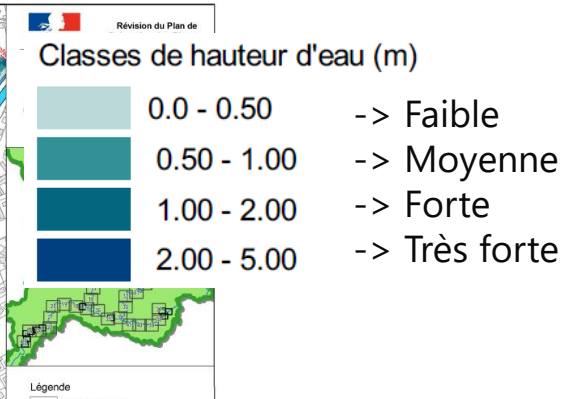 Révision du Plan de
Classes de hauteur d'eau (m)
0.0 - 0.50 -> Faible
0.50 - 1.00 -> Moyenne
1.00 - 2.00 -> Forte
2.00 - 5.00 -> Très forte
Légende